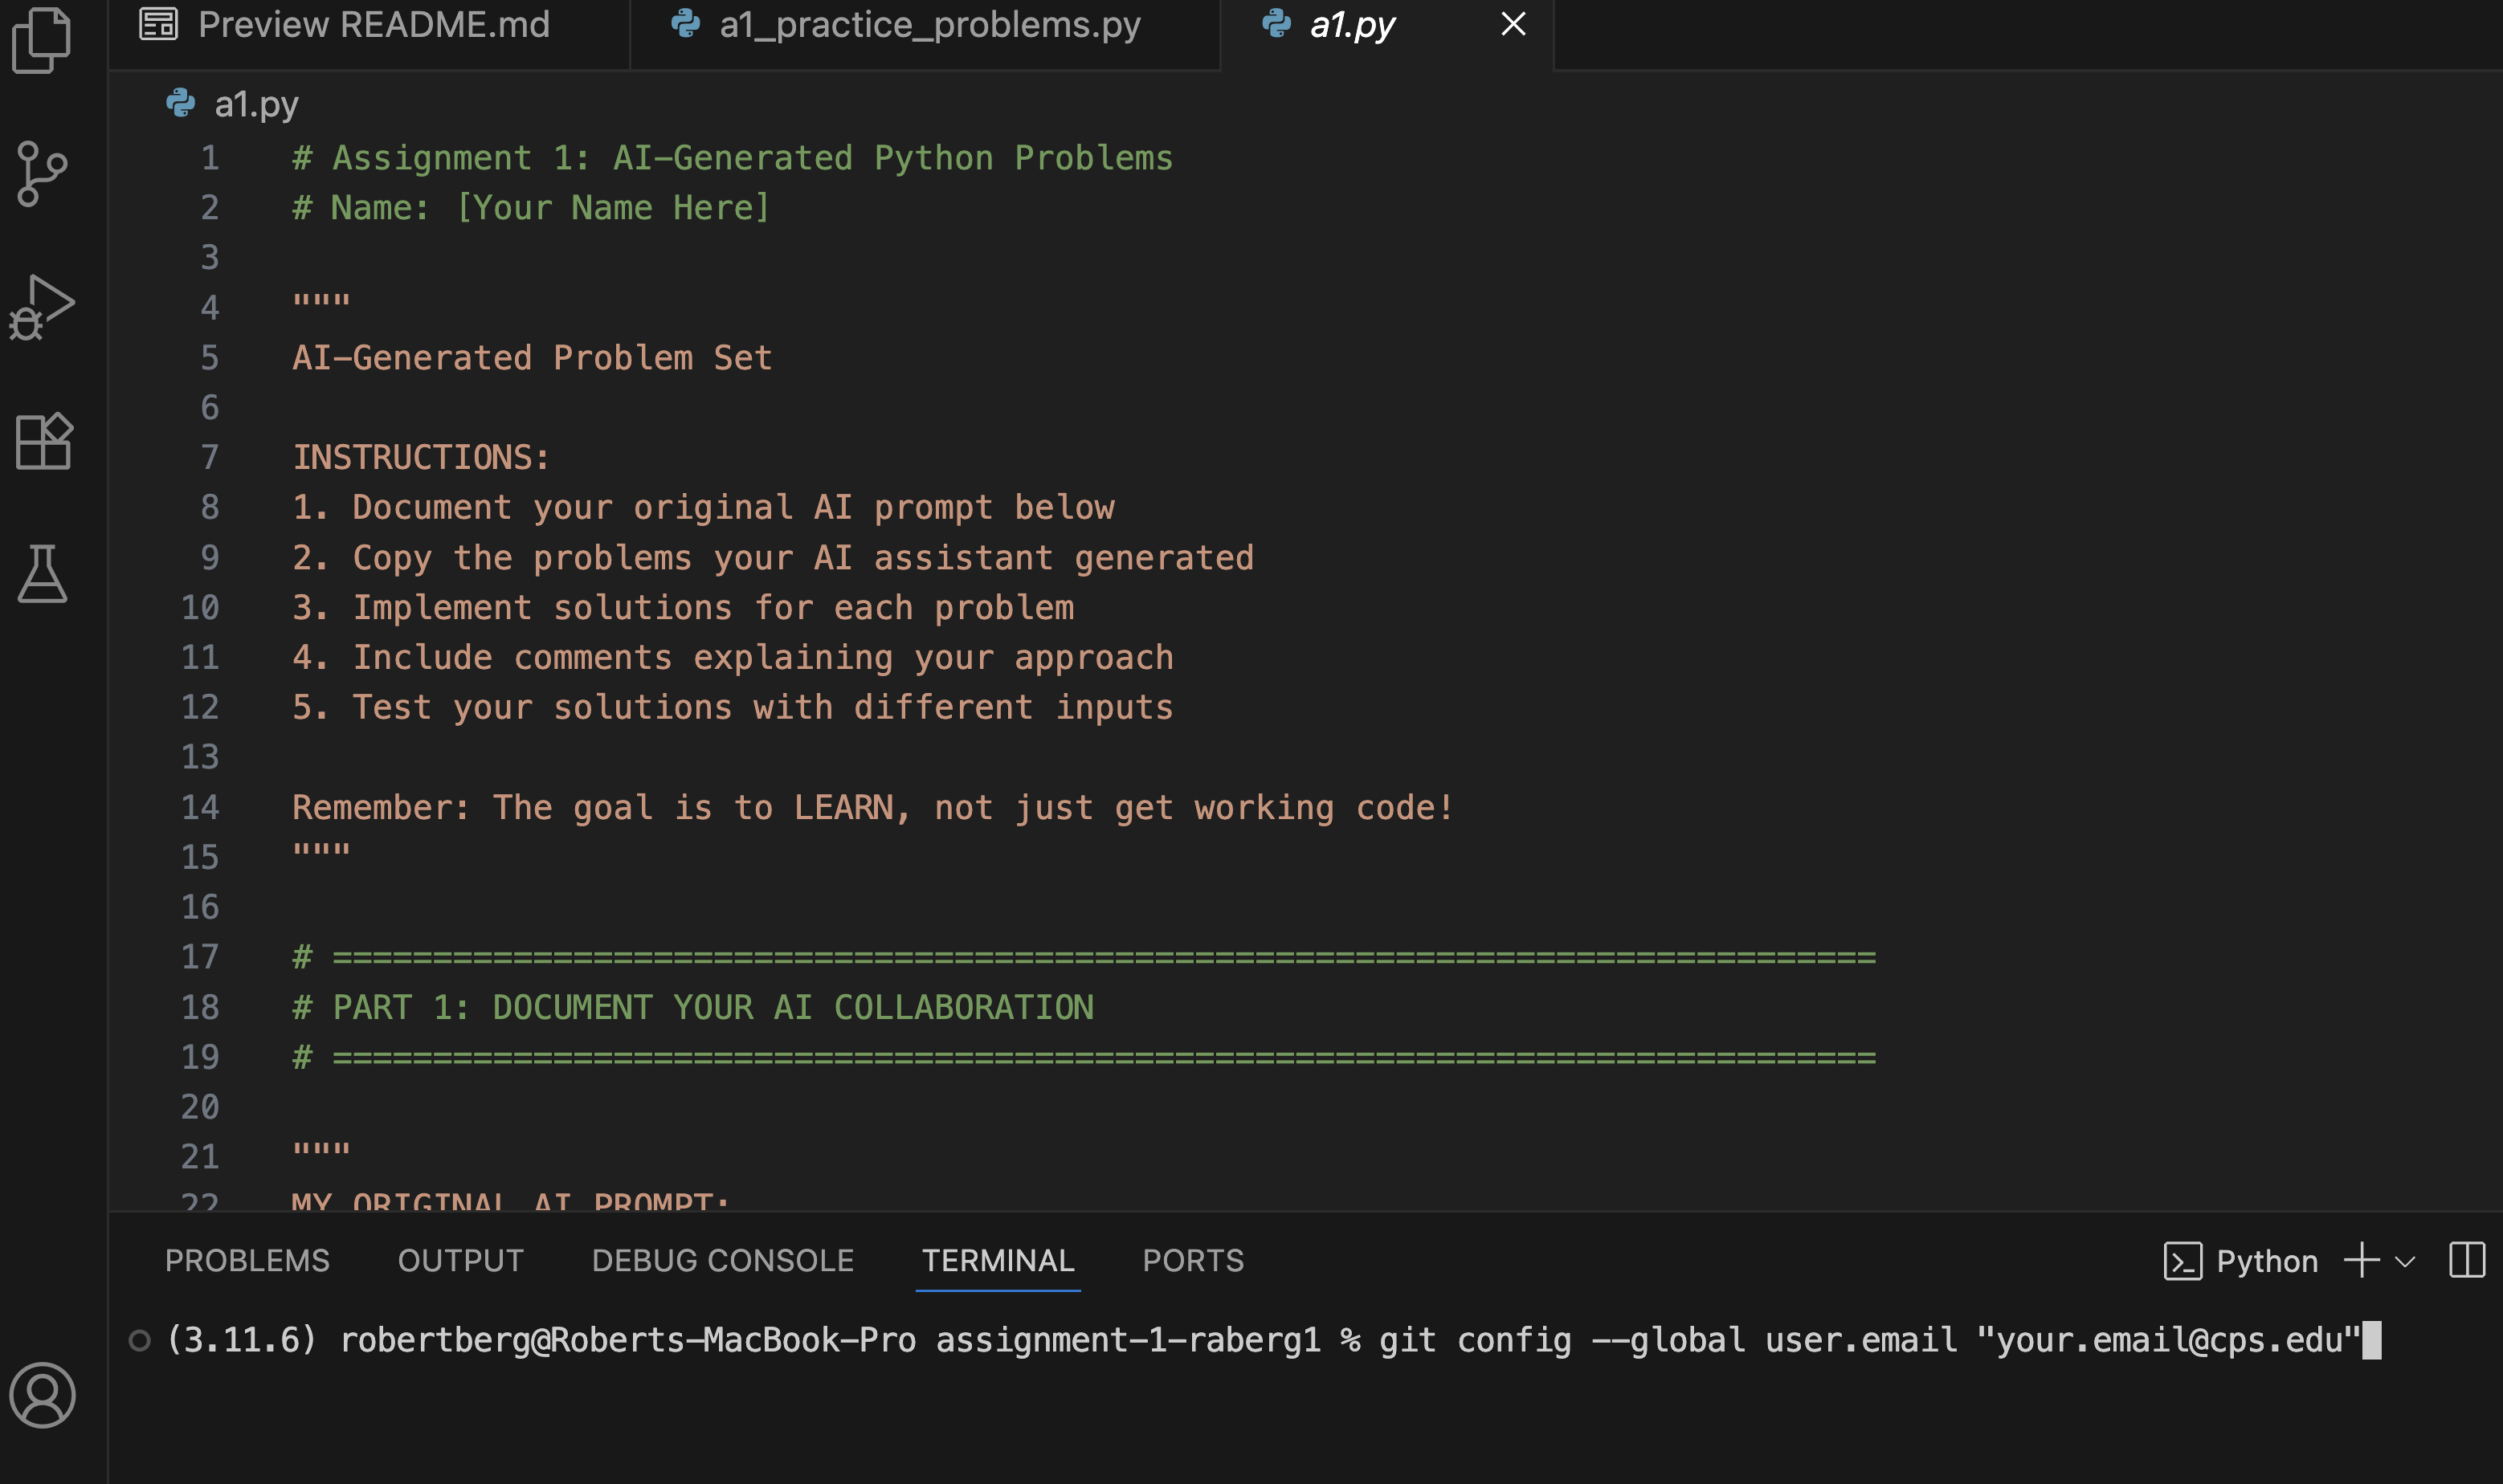 Preview README.md
a1_practice_problems.py
a1.py
a1.py
1 # Assignment 1: AI-Generated Python Problems
2 # Name: [Your Name Here]
3
4 """
5 AI-Generated Problem Set
6
7 INSTRUCTIONS:
8 1. Document your original AI prompt below
9 2. Copy the problems your AI assistant generated
10 3. Implement solutions for each problem
11 4. Include comments explaining your approach
12 5. Test your solutions with different inputs
13
14 Remember: The goal is to LEARN, not just get working code!
15 """
16
17 # =============================================================================
18 # PART 1: DOCUMENT YOUR AI COLLABORATION
19 # =============================================================================
20
21 """
22 MY ORIGINAL AI PROMPT:
PROBLEMS OUTPUT DEBUG CONSOLE TERMINAL PORTS Python
(3.11.6) robertberg@Roberts-MacBook-Pro assignment-1-raberg1 % git config --global user.email "your.email@cps.edu"